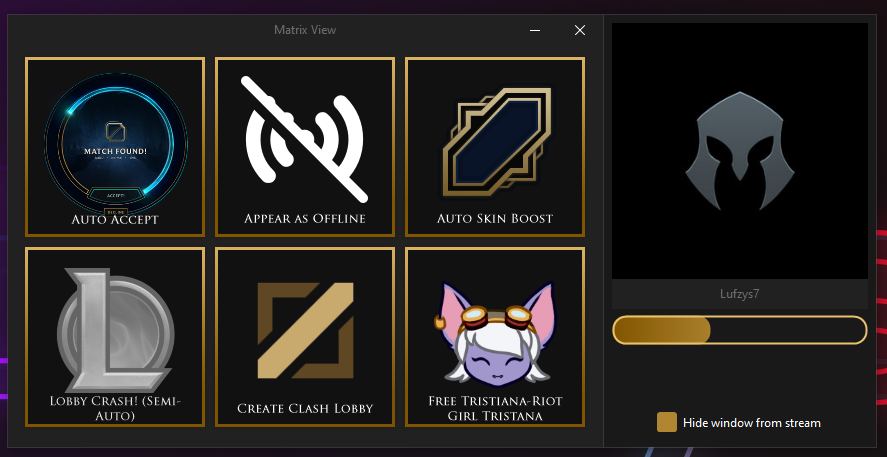 Matrix View
MATCH FOUND!
ACCEPT!
DECLINE
AUTO ACCEPT
APPEAR AS OFFLINE
AUTO SKIN BOOST
LOBBY CRASH! (SEMI-
AUTO)
CREATE CLASH LOBBY
FREE TRISTIANA-RIOT
GIRL TRISTANA
Lufzys7
Hide window from stream